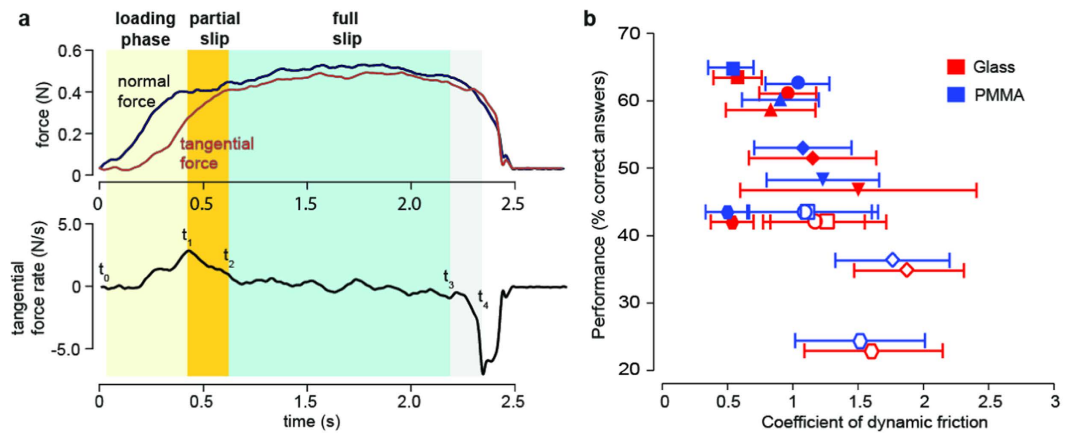 a
loading phase
partial slip
full slip
0.6
0.4
0.2
0
force (N)
normal
force
tangential
force
0
0.5
1.5
2.0
2.5
5.0
0
-5.0
tangential
force rate (N/s)
t0
t1
t2
t3
t4
0
0.5
1.5
2.0
2.5
time (s)
b
70
60
50
40
30
20
Performance (% correct answers)
Glass
PMMA
0
0.5
1
1.5
2
2.5
3
Coefficient of dynamic friction